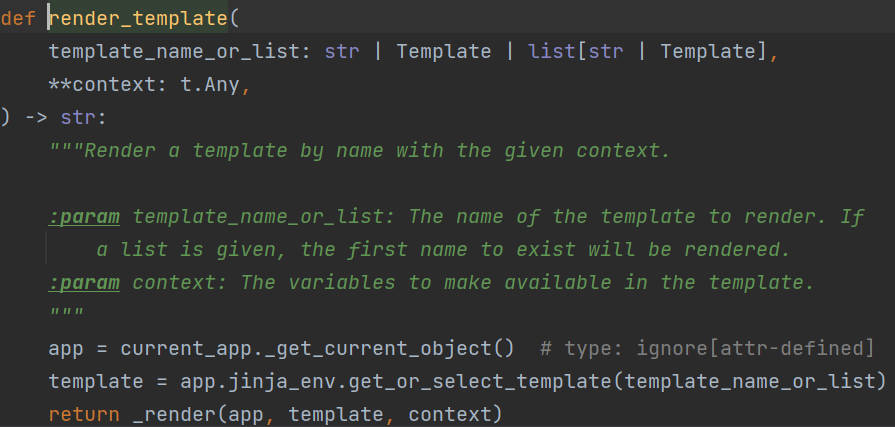 def render_template(
    template_name_or_list: str | Template | list[str | Template],
    **context: t.Any,
) -> str:
    """Render a template by name with the given context.

    :param template_name_or_list: The name of the template to render. If
        a list is given, the first name to exist will be rendered.
    :param context: The variables to make available in the template.
    """
    app = current_app._get_current_object()  # type: ignore[attr-defined]
    template = app.jinja_env.get_or_select_template(template_name_or_list)
    return _render(app, template, context)